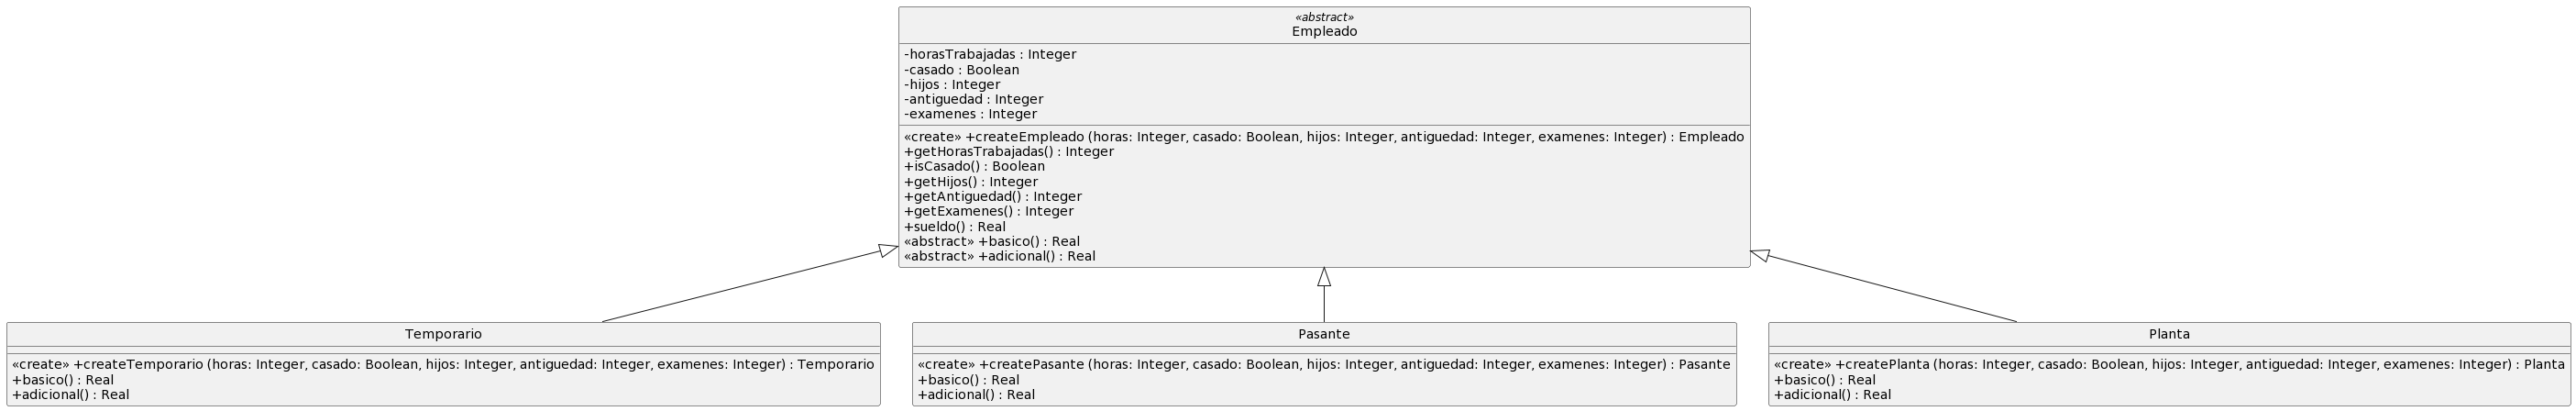 «abstract»
Empleado
-horasTrabajadas : Integer
-casado : Boolean
-hijos : Integer
-antiguedad : Integer
-examenes : Integer
«create» +createEmpleado (horas: Integer, casado: Boolean, hijos: Integer, antiguedad: Integer, examenes: Integer) : Empleado
+getHorasTrabajadas() : Integer
+isCasado() : Boolean
+getHijos() : Integer
+getAntiguedad() : Integer
+getExamenes() : Integer
+sueldo() : Real
«abstract» +basico() : Real
«abstract» +adicional() : Real
Temporario
«create» +createTemporario (horas: Integer, casado: Boolean, hijos: Integer, antiguedad: Integer, examenes: Integer) : Temporario
+basico() : Real
+adicional() : Real
Pasante
«create» +createPasante (horas: Integer, casado: Boolean, hijos: Integer, antiguedad: Integer, examenes: Integer) : Pasante
+basico() : Real
+adicional() : Real
Planta
«create» +createPlanta (horas: Integer, casado: Boolean, hijos: Integer, antiguedad: Integer, examenes: Integer) : Planta
+basico() : Real
+adicional() : Real